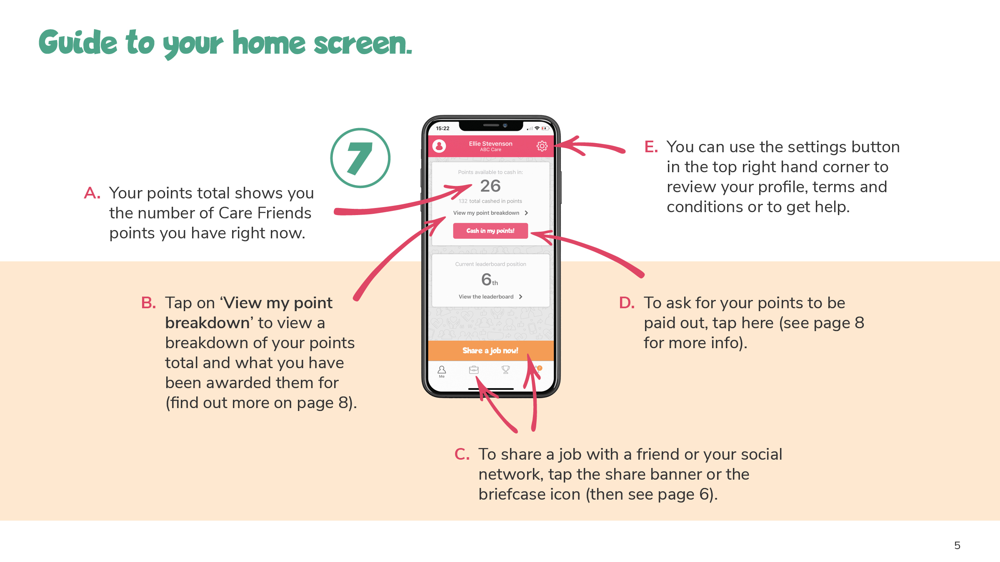 Guide to your home screen.
7
A. Your points total shows you
the number of Care Friends
points you have right now.
B. Tap on ‘View my point
breakdown’ to view a
breakdown of your points
total and what you have
been awarded them for
(find out more on page 8).
15:22
Ellie Stevenson
ABC Care
Points available to cash in:
26
132 total cashed in points
View my point breakdown
Cash in my points!
Current leaderboard position
6th
View the leaderboard
Share a job now!
7
Me
E. You can use the settings button
in the top right hand corner to
review your profile, terms and
conditions or to get help.
D. To ask for your points to be
paid out, tap here (see page 8
for more info).
C. To share a job with a friend or your social
network, tap the share banner or the
briefcase icon (then see page 6).
5